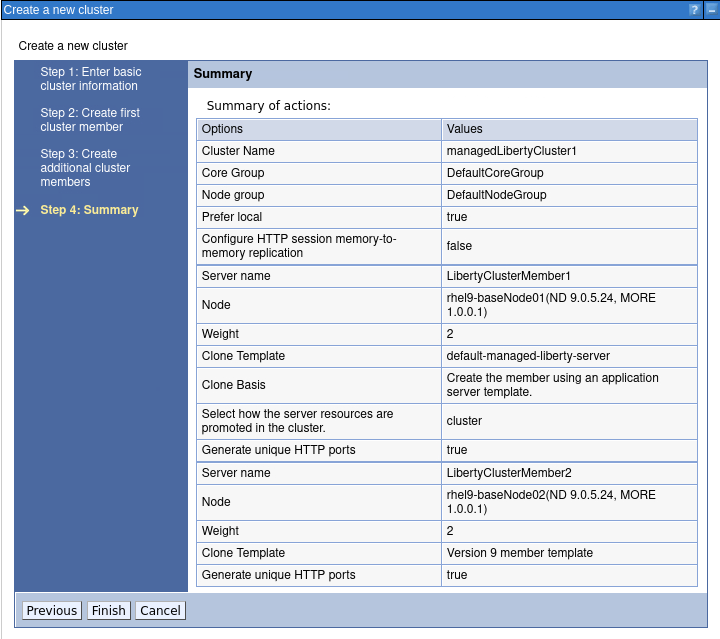 Create a new cluster
?
Create a new cluster
Step 1: Enter basic
cluster information
Step 2: Create first
cluster member
Step 3: Create
additional cluster
members
Step 4: Summary
Summary
Summary of actions:
Options Values
Cluster Name managedLibertyCluster1
Core Group DefaultCoreGroup
Node group DefaultNodeGroup
Prefer local true
Configure HTTP session memory-to-
memory replication
false
Server name LibertyClusterMember1
Node
rhel9-baseNode01(ND 9.0.5.24, MORE
1.0.0.1)
Weight 2
Clone Template default-managed-liberty-server
Clone Basis
Create the member using an application
server template.
Select how the server resources are
promoted in the cluster.
cluster
Generate unique HTTP ports true
Server name LibertyClusterMember2
Node
rhel9-baseNode02(ND 9.0.5.24, MORE
1.0.0.1)
Weight 2
Clone Template Version 9 member template
Generate unique HTTP ports true
Previous Finish Cancel